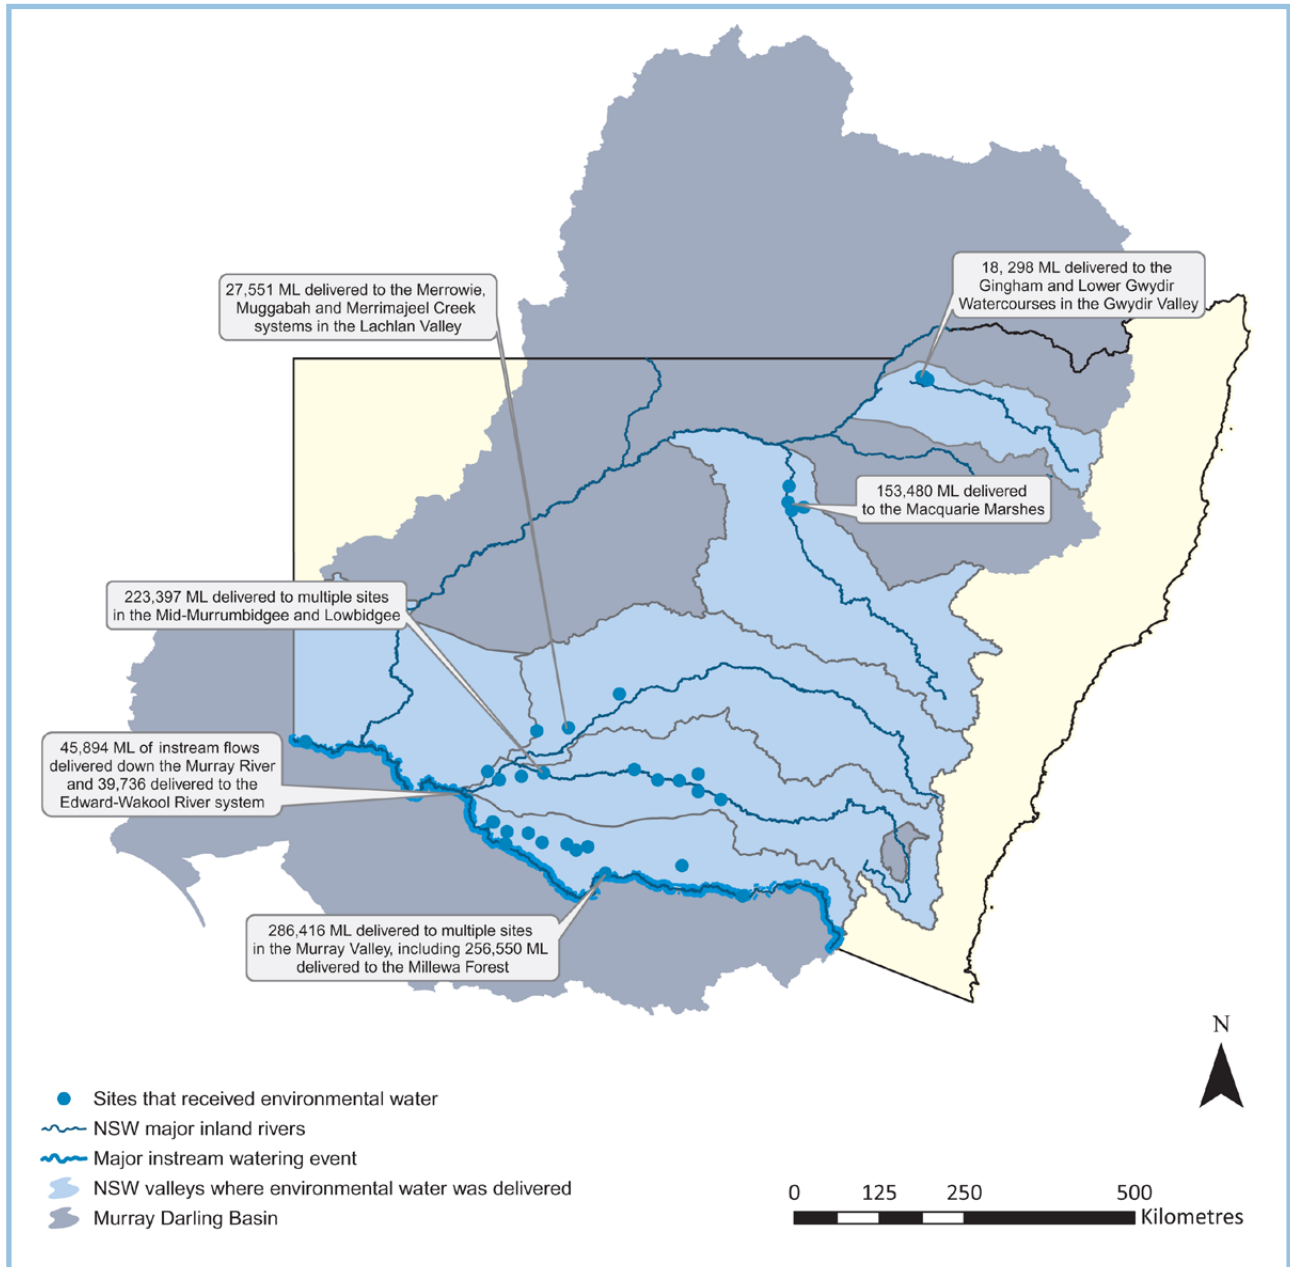 18, 298 ML delivered to the
Gingham and Lower Gwydir
Watercourses in the Gwydir Valley
27,551 ML delivered to the Merrowie,
Muggabah and Merrimajeel Creek
systems in the Lachlan Valley
153,480 ML delivered
to the Macquarie Marshes
223,397 ML delivered to multiple sites
in the Mid-Murrumbidgee and Lowbidgee
45,894 ML of instream flows
delivered down the Murray River
and 39,736 delivered to the
Edward-Wakool River system
286,416 ML delivered to multiple sites
in the Murray Valley, including 256,550 ML
delivered to the Millewa Forest
N
Sites that received environmental water
NSW major inland rivers
Major instream watering event
NSW valleys where environmental water was delivered
Murray Darling Basin
0 125 250 500
Kilometres